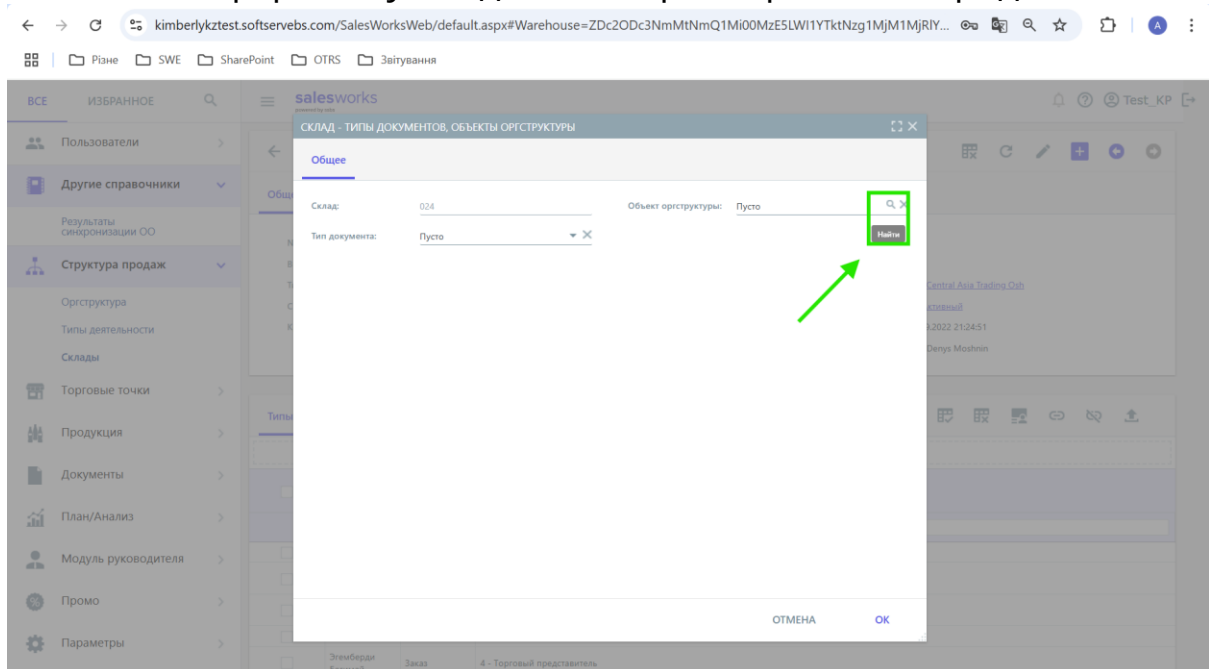 kimberlykztest.softservebs.com/SalesWorksWeb/default.aspx#Warehouse=ZDc2ODc3NmMtNmQ1Mi00MzE5LWI1YTktNzg1MjM1MjRlY...
A
Різне
SWE
SharePoint
OTRS
Звітування
ВСЕ
ИЗБРАННОЕ
salesworks
Test_KP
СКЛАД - ТИПЫ ДОКУМЕНТОВ, ОБЪЕКТЫ ОРГСТРУКТУРЫ
Пользователи
Общее
Другие справочники
Склад:
024
Объект оргструктуры:
Пусто
Результаты
синхронизации ОО
Тип документа:
Пусто
Найти
Структура продаж
Central Asia Trading Osh
Оргструктура
Типы деятельности
.2022 21:24:51
Склады
Denys Moshnin
Торговые точки
Продукция
Документы
План/Анализ
Модуль руководителя
Промо
ОТМЕНА
OK
Параметры
Элемберди
Заказ
4 – Торговый представитель